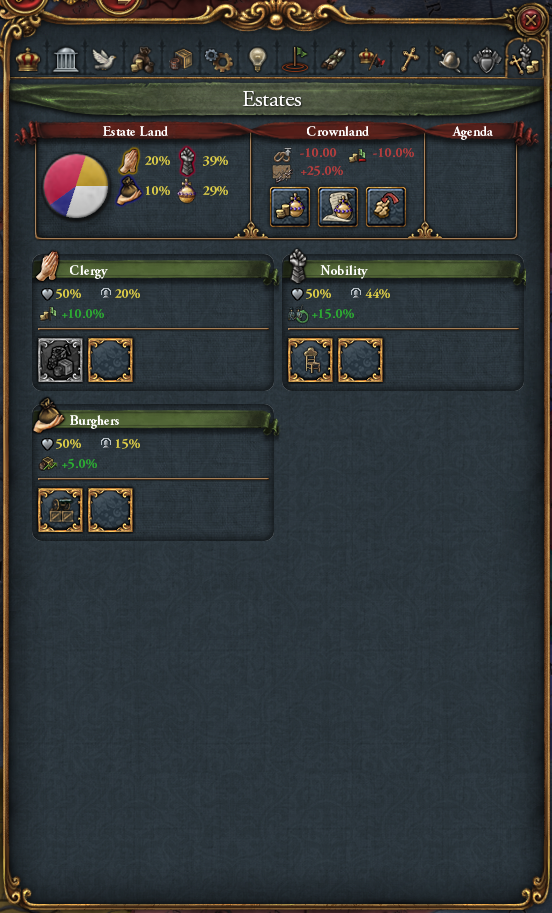 Estates
Estate Land Crownland Agenda
20% 39% -10.00 -10.0%
10% 29% +25.0%
Clergy Nobility
50% 20% 50% 44%
+10.0% +15.0%
Burghers
50% 15%
+5.0%